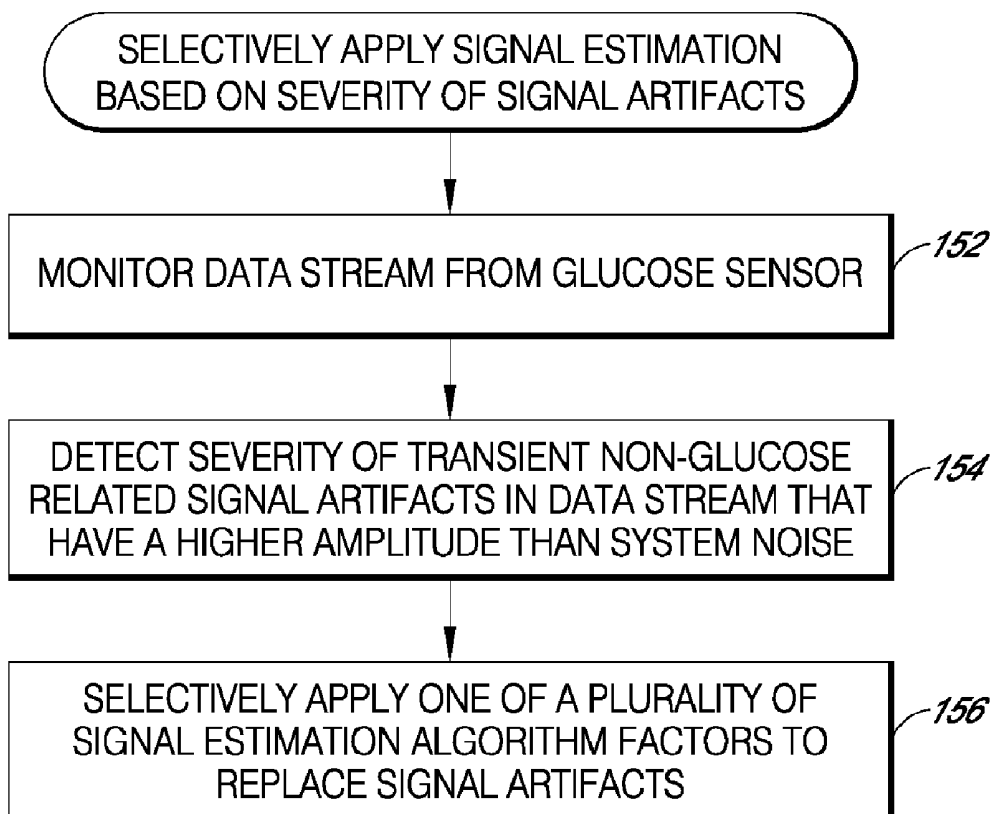 SELECTIVELY APPLY SIGNAL ESTIMATION
BASED ON SEVERITY OF SIGNAL ARTIFACTS
MONITOR DATA STREAM FROM GLUCOSE SENSOR
152
DETECT SEVERITY OF TRANSIENT NON-GLUCOSE
RELATED SIGNAL ARTIFACTS IN DATA STREAM THAT
HAVE A HIGHER AMPLITUDE THAN SYSTEM NOISE
154
SELECTIVELY APPLY ONE OF A PLURALITY OF
SIGNAL ESTIMATION ALGORITHM FACTORS TO
REPLACE SIGNAL ARTIFACTS
156